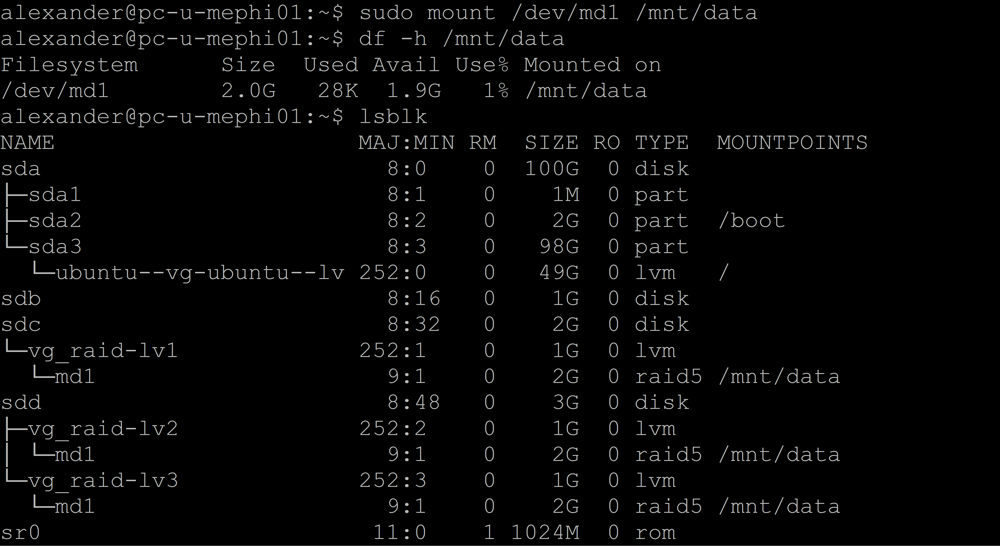 alexander@pc-u-mephi01:~$ sudo mount /dev/md1 /mnt/data
alexander@pc-u-mephi01:~$ df -h /mnt/data
Filesystem      Size  Used Avail Use% Mounted on
/dev/md1        2.0G   28K  1.9G   1% /mnt/data
alexander@pc-u-mephi01:~$ lsblk
NAME                      MAJ:MIN RM  SIZE RO TYPE  MOUNTPOINTS
sda                         8:0    0  100G  0 disk
├─sda1                      8:1    0    1M  0 part
├─sda2                      8:2    0    2G  0 part  /boot
└─sda3                      8:3    0   98G  0 part
  └─ubuntu--vg-ubuntu--lv 252:0    0   49G  0 lvm   /
sdb                         8:16   0    1G  0 disk
sdc                         8:32   0    2G  0 disk
└─vg_raid-lv1             252:1    0    1G  0 lvm
  └─md1                     9:1    0    2G  0 raid5 /mnt/data
sdd                         8:48   0    3G  0 disk
├─vg_raid-lv2             252:2    0    1G  0 lvm
│ └─md1                     9:1    0    2G  0 raid5 /mnt/data
└─vg_raid-lv3             252:3    0    1G  0 lvm
  └─md1                     9:1    0    2G  0 raid5 /mnt/data
sr0                        11:0    1 1024M  0 rom